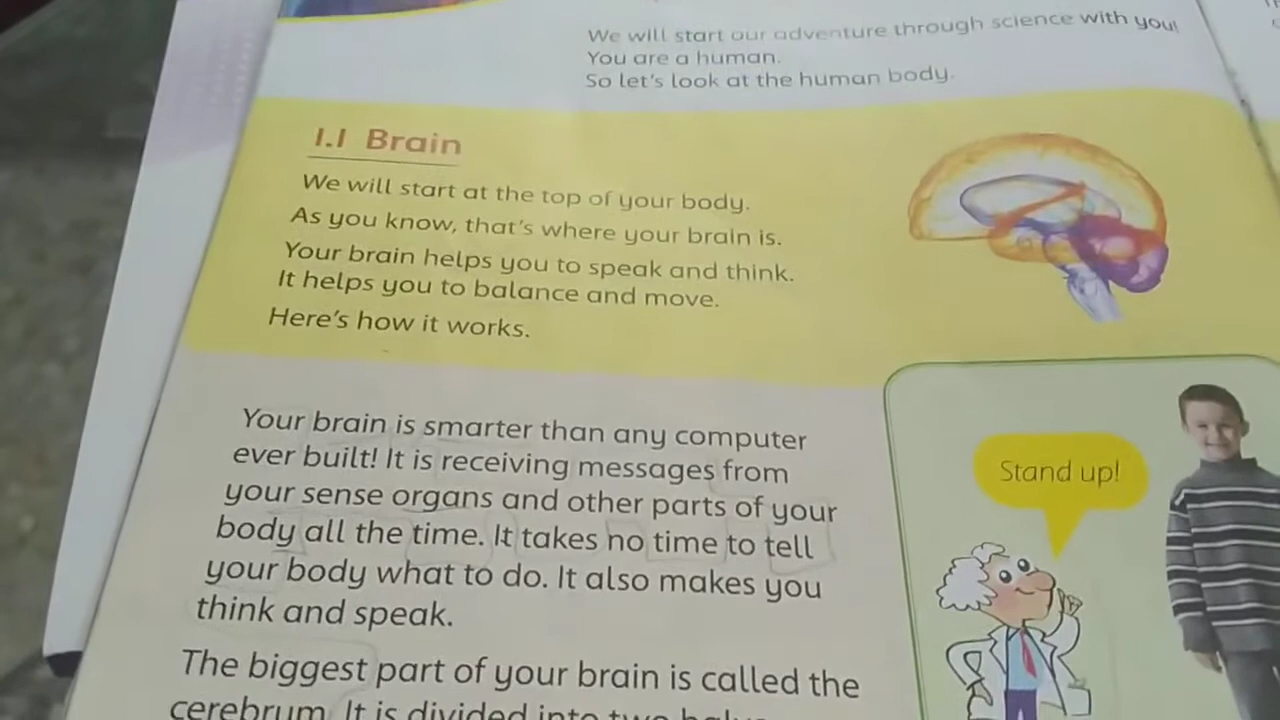 We will start our adventure through science with you!
You are a human.
So let's look at the human body.
1.1 Brain
We will start at the top of your body.
As you know, that's where your brain is.
Your brain helps you to speak and think.
It helps you to balance and move.
Here's how it works.
Your brain is smarter than any computer
ever built! It is receiving messages from
your sense organs and other parts of your
body all the time. It takes no time to tell
your body what to do. It also makes you
think and speak.
Stand up!
The biggest part of your brain is called the
cerebrum. It is divided into two